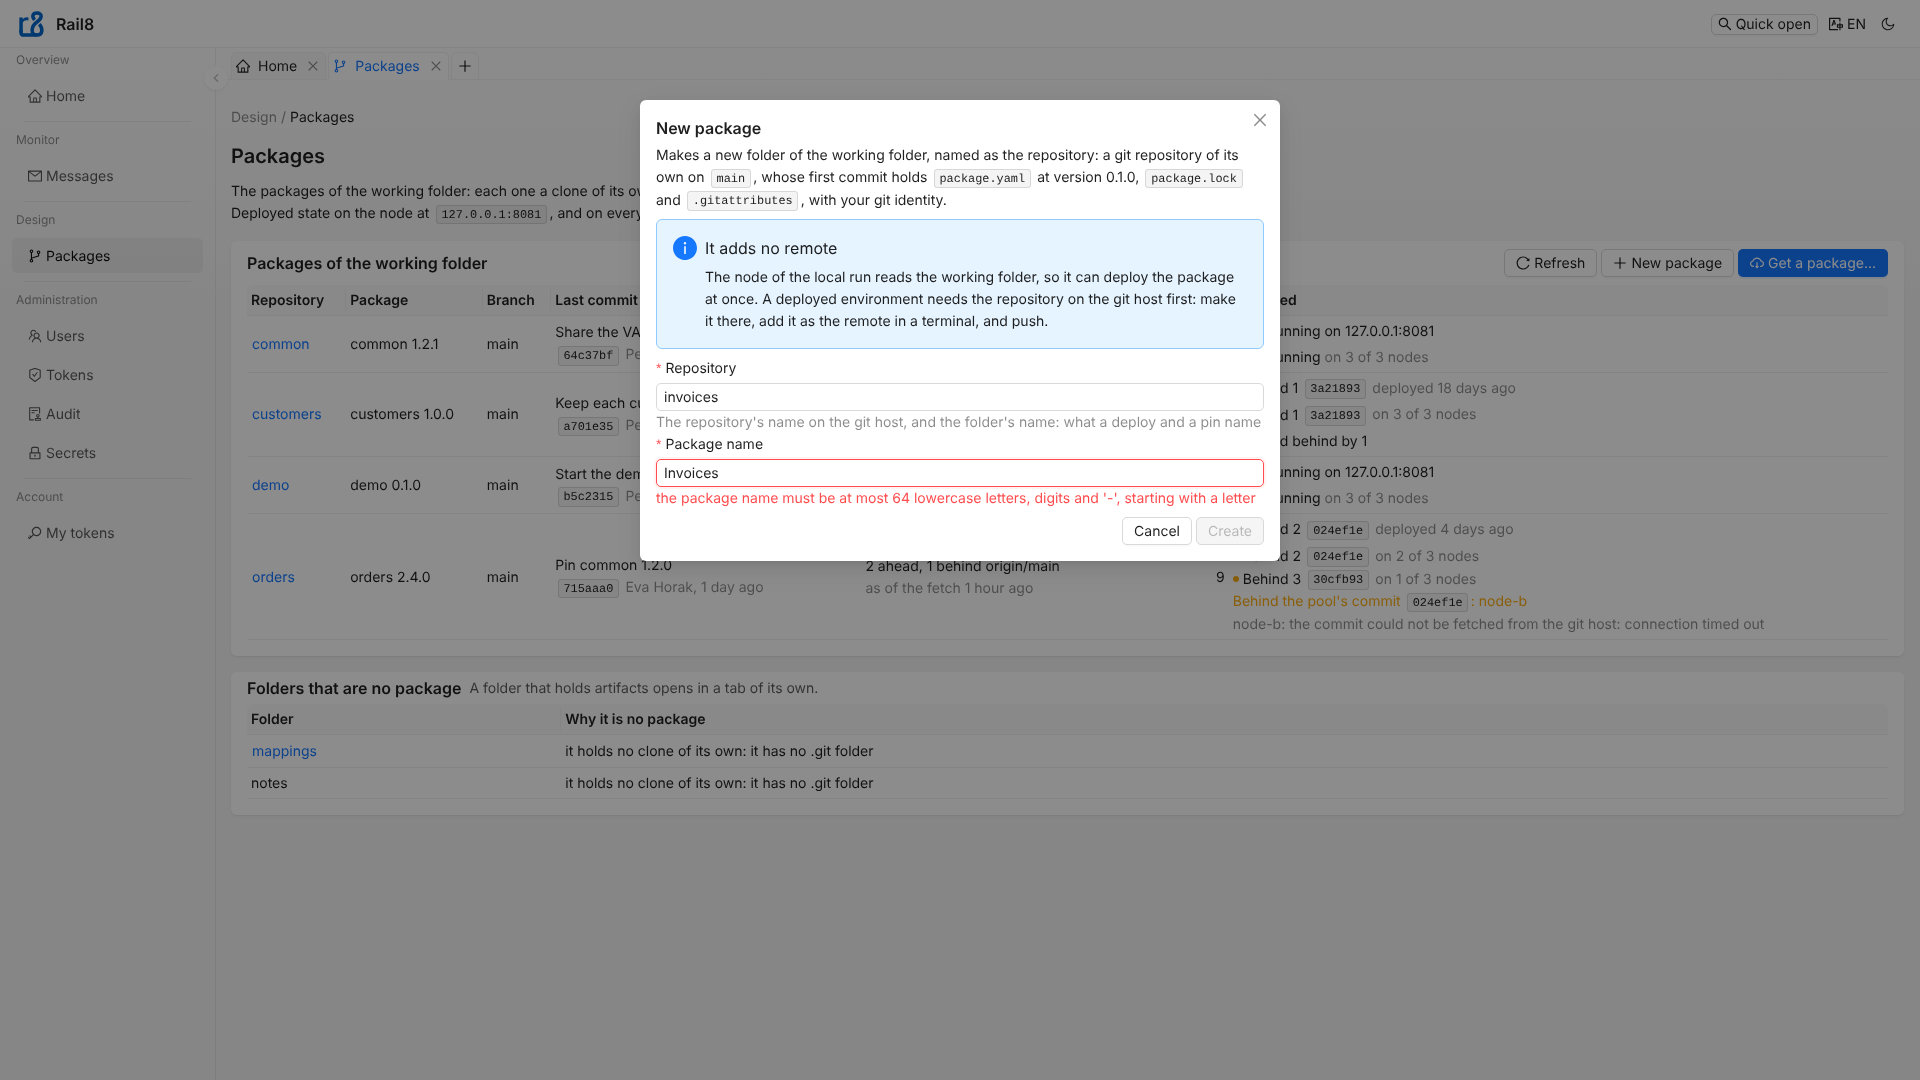 Rail8
Quick open
EN
Overview
Home
Monitor
Messages
Design
Packages
Administration
Users
Tokens
Audit
Secrets
Account
My tokens
Home
Packages
Design / Packages
Packages
The packages of the working folder: each one a clone of its ow
Deployed state on the node at 127.0.0.1:8081, and on every
Packages of the working folder
Refresh
New package
Get a package...
Repository Package Branch Last commit
common common 1.2.1 main Share the VA
64c37bf
unning on 127.0.0.1:8081
unning on 3 of 3 nodes
customers customers 1.0.0 main Keep each cu
a701e35
d 1 3a21893 deployed 18 days ago
d 1 3a21893 on 3 of 3 nodes
d behind by 1
demo demo 0.1.0 main Start the dem
b5c2315
unning on 127.0.0.1:8081
unning on 3 of 3 nodes
orders orders 2.4.0 main Pin common 1.2.0
715aaa0 Eva Horak, 1 day ago
2 ahead, 1 behind origin/main
as of the fetch 1 hour ago
9
d 2 024ef1e deployed 4 days ago
d 2 024ef1e on 2 of 3 nodes
Behind 3 30cfb93 on 1 of 3 nodes
Behind the pool's commit 024ef1e: node-b
node-b: the commit could not be fetched from the git host: connection timed out
Folders that are no package A folder that holds artifacts opens in a tab of its own.
Folder Why it is no package
mappings it holds no clone of its own: it has no .git folder
notes it holds no clone of its own: it has no .git folder
New package
Makes a new folder of the working folder, named as the repository: a git repository of its
own on main, whose first commit holds package.yaml at version 0.1.0, package.lock
and .gitattributes, with your git identity.
It adds no remote
The node of the local run reads the working folder, so it can deploy the package
at once. A deployed environment needs the repository on the git host first: make
it there, add it as the remote in a terminal, and push.
* Repository
invoices
The repository's name on the git host, and the folder's name: what a deploy and a pin name
* Package name
Invoices
the package name must be at most 64 lowercase letters, digits and '-', starting with a letter
Cancel
Create